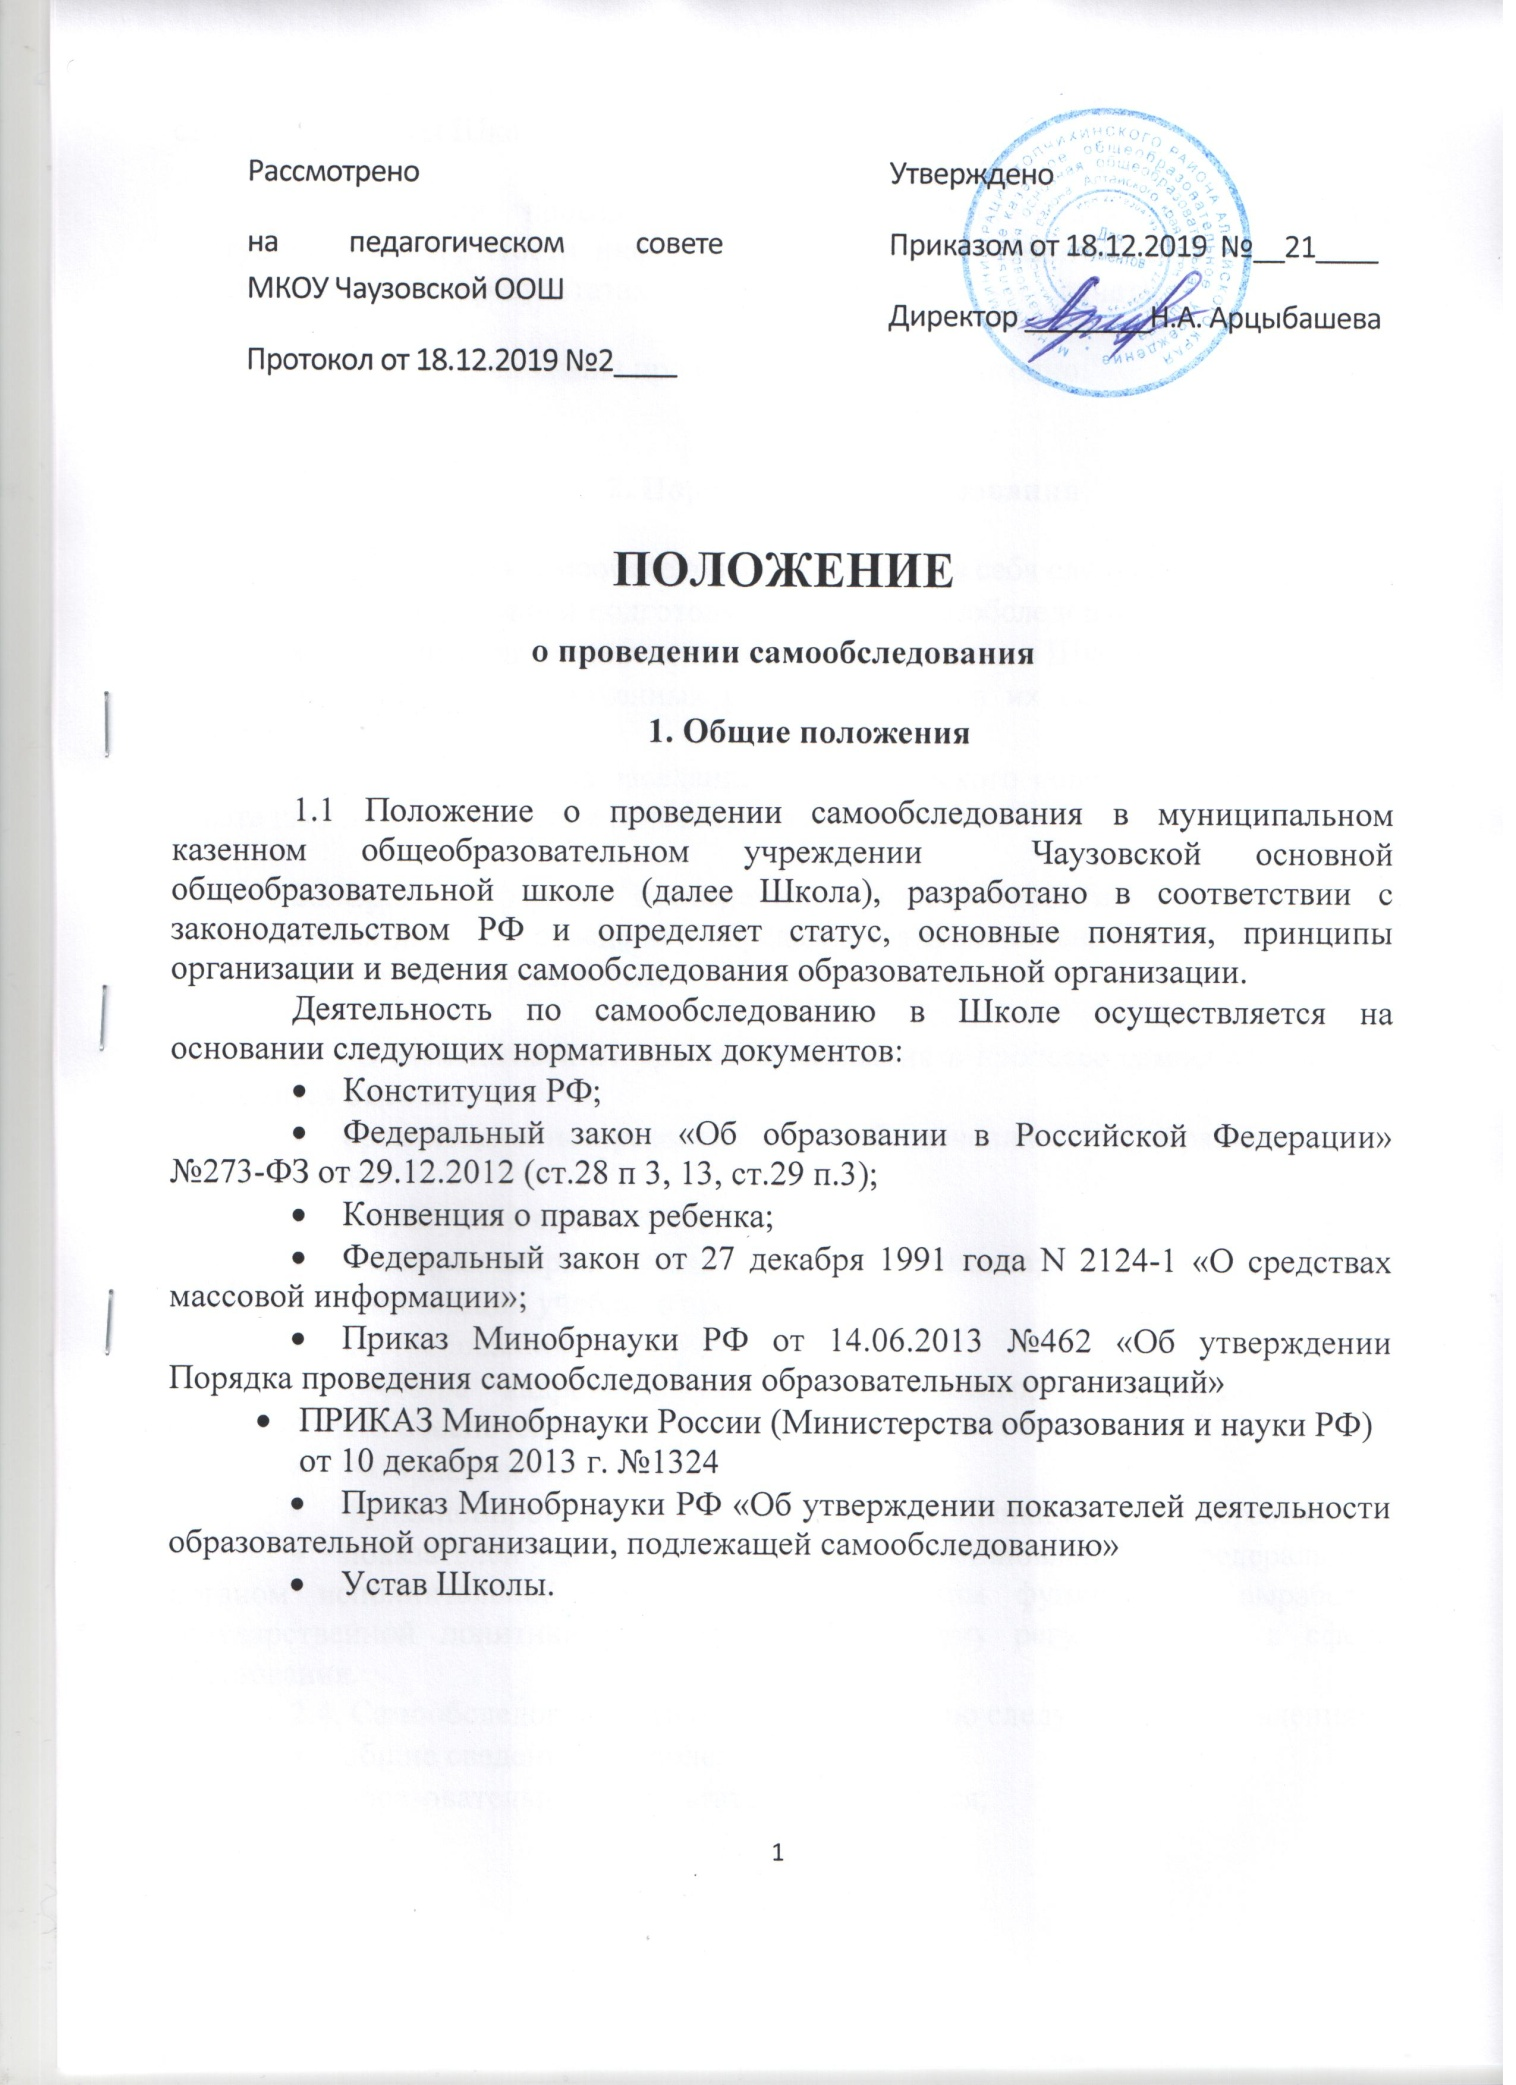 Рассмотрено
на педагогическом совете
МКОУ Чаузовской ООШ
Протокол от 18.12.2019 №2____
Утверждено
Приказом от 18.12.2019 №__21____
Директор ________Н.А. Арцыбашева
Для
документов
ПОЛОЖЕНИЕ
о проведении самообследования
1. Общие положения
1.1 Положение о проведении самообследования в муниципальном
казенном общеобразовательном учреждении Чаузовской основной
общеобразовательной школе (далее Школа), разработано в соответствии с
законодательством РФ и определяет статус, основные понятия, принципы
организации и ведения самообследования образовательной организации.
Деятельность по самообследованию в Школе осуществляется на
основании следующих нормативных документов:
• Конституция РФ;
• Федеральный закон «Об образовании в Российской Федерации»
№273-ФЗ от 29.12.2012 (ст.28 п 3, 13, ст.29 п.3);
• Конвенция о правах ребенка;
• Федеральный закон от 27 декабря 1991 года N 2124-1 «О средствах
массовой информации»;
• Приказ Минобрнауки РФ от 14.06.2013 №462 «Об утверждении
Порядка проведения самообследования образовательных организаций»
• ПРИКАЗ Минобрнауки России (Министерства образования и науки РФ)
от 10 декабря 2013 г. №1324
• Приказ Минобрнауки РФ «Об утверждении показателей деятельности
образовательной организации, подлежащей самообследованию»
• Устав Школы.
1